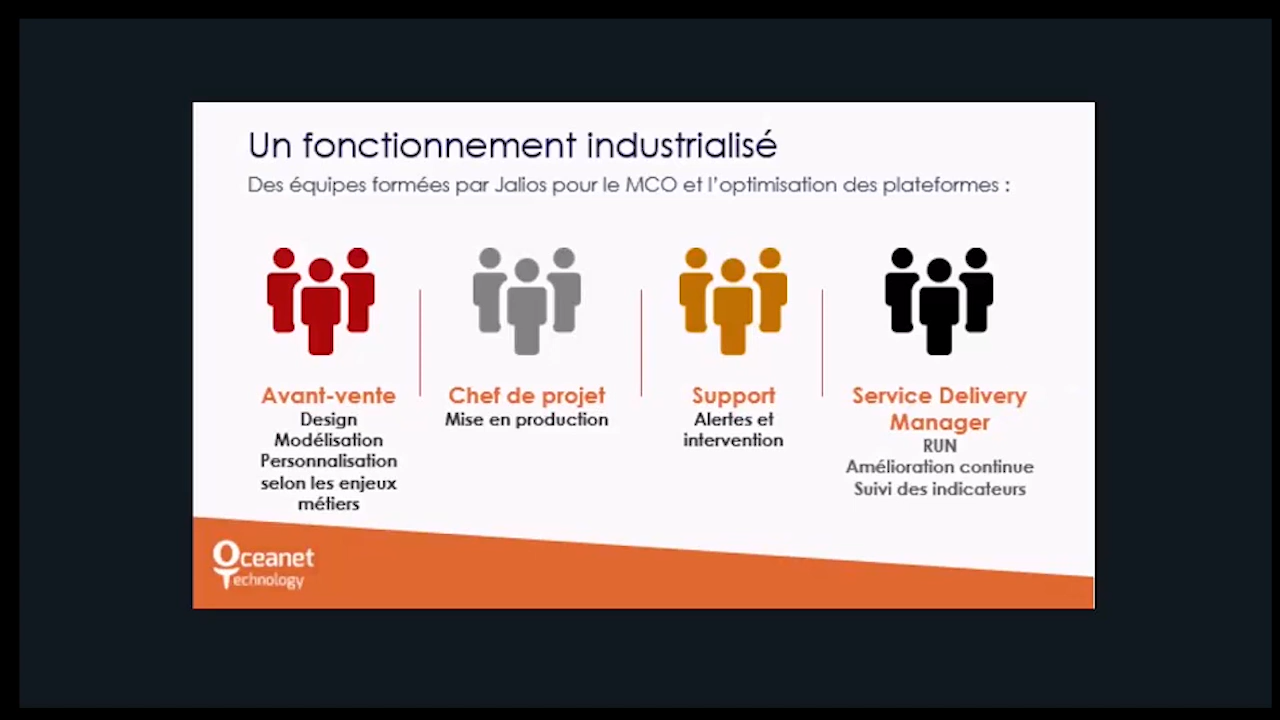 Un fonctionnement industrialisé
Des équipes formées par Jalios pour le MCO et l'optimisation des plateformes :
Avant-vente
Design
Modélisation
Personnalisation
selon les enjeux
métiers
Chef de projet
Mise en production
Support
Alertes et
intervention
Service Delivery
Manager
RUN
Amélioration continue
Suivi des indicateurs
Oceanet
Technology